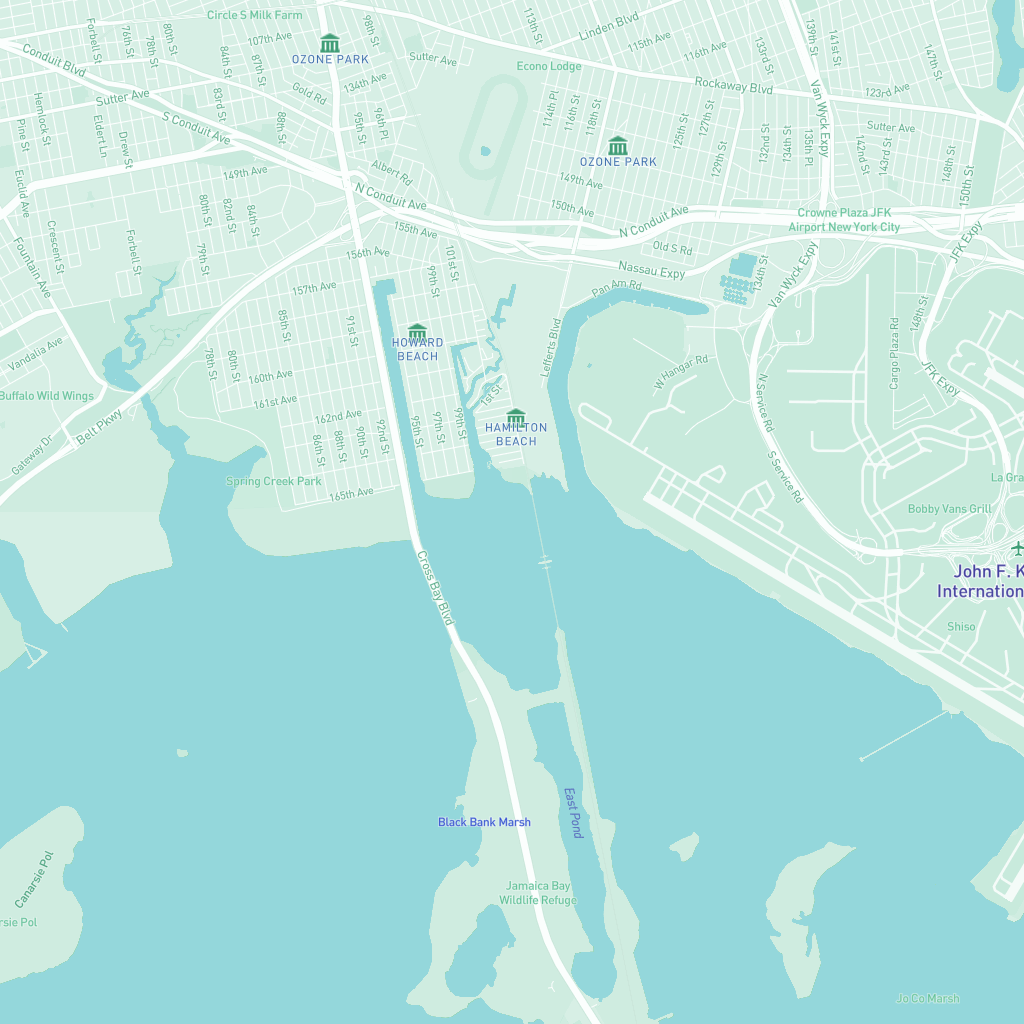 Circle S Milk Farm
113th St
Linden Blvd
139th St
141st St
Forbell St
76th St
78th St
80th St
107th Ave
98th St
115th Ave
116th Ave
133rd St
147th St
Conduit Blvd
84th St
87th St
OZONE PARK
Sutter Ave
Econo Lodge
Rockaway Blvd
Van Wyck Expy
123rd Ave
134th Ave
Gold Rd
Sutter Ave
83rd St
88th St
95th St
96th Pl
114th Pl
116th St
118th St
125th St
127th St
129th St
132nd St
134th St
135th Pl
Sutter Ave
142nd St
143rd St
148th St
150th St
Hemlock St
Pine St
Eldert Ln
Drew St
S Conduit Ave
OZONE PARK
Albert Rd
149th Ave
149th Ave
Euclid Ave
N Conduit Ave
150th Ave
N Conduit Ave
Crowne Plaza JFK
Airport New York City
80th St
82nd St
84th St
155th Ave
Old S Rd
JFK Expy
Crescent St
Forbell St
79th St
156th Ave
101st St
Nassau Expy
134th St
Van Wyck Expy
Fountain Ave
157th Ave
99th St
Pan Am Rd
148th St
85th St
91st St
HOWARD
BEACH
Lefferts Blvd
Cargo Plaza Rd
Vandalia Ave
78th St
80th St
160th Ave
W Hangar Rd
JFK Expy
Buffalo Wild Wings
161st Ave
1st St
S Service Rd
N S
Belt Pkwy
162nd Ave
95th St
97th St
99th St
HAMILTON
BEACH
86th St
88th St
90th St
92nd St
Gateway Dr
Spring Creek Park
165th Ave
S Service Rd
La Gra
Bobby Vans Grill
Cross Bay Blvd
John F. K
Internation
Shiso
East Pond
Black Bank Marsh
Canarsie Pol
rsie Pol
Jamaica Bay
Wildlife Refuge
Jo Co Marsh